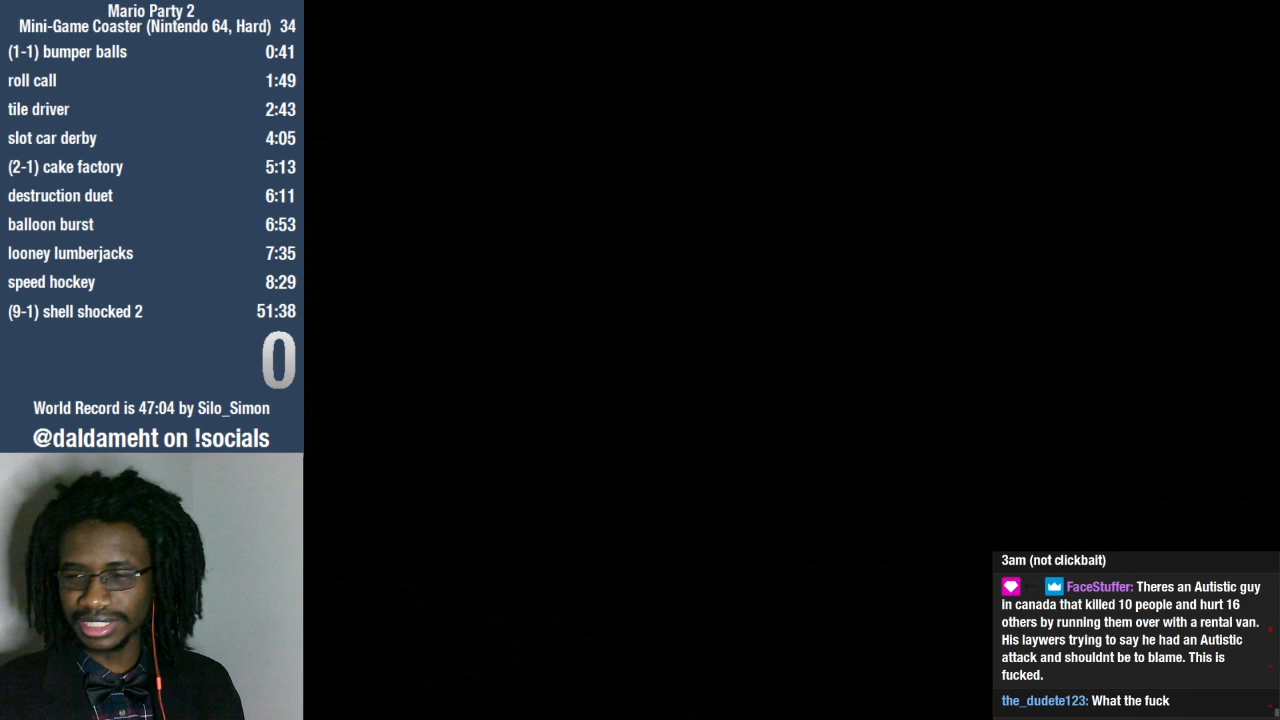 Mario Party 2
Mini-Game Coaster (Nintendo 64, Hard) 34
(1-1) bumper balls 0:41
roll call 1:49
tile driver 2:43
slot car derby 4:05
(2-1) cake factory 5:13
destruction duet 6:11
balloon burst 6:53
looney lumberjacks 7:35
speed hockey 8:29
(9-1) shell shocked 2 51:38
0
World Record is 47:04 by Silo_Simon
@daldameht on !socials
3am (not clickbait)
FaceStuffer: Theres an Autistic guy
In canada that killed 10 people and hurt 16
others by running them over with a rental van.
His laywers trying to say he had an Autistic
attack and shouldnt be to blame. This is
fucked.
the_dudete123: What the fuck